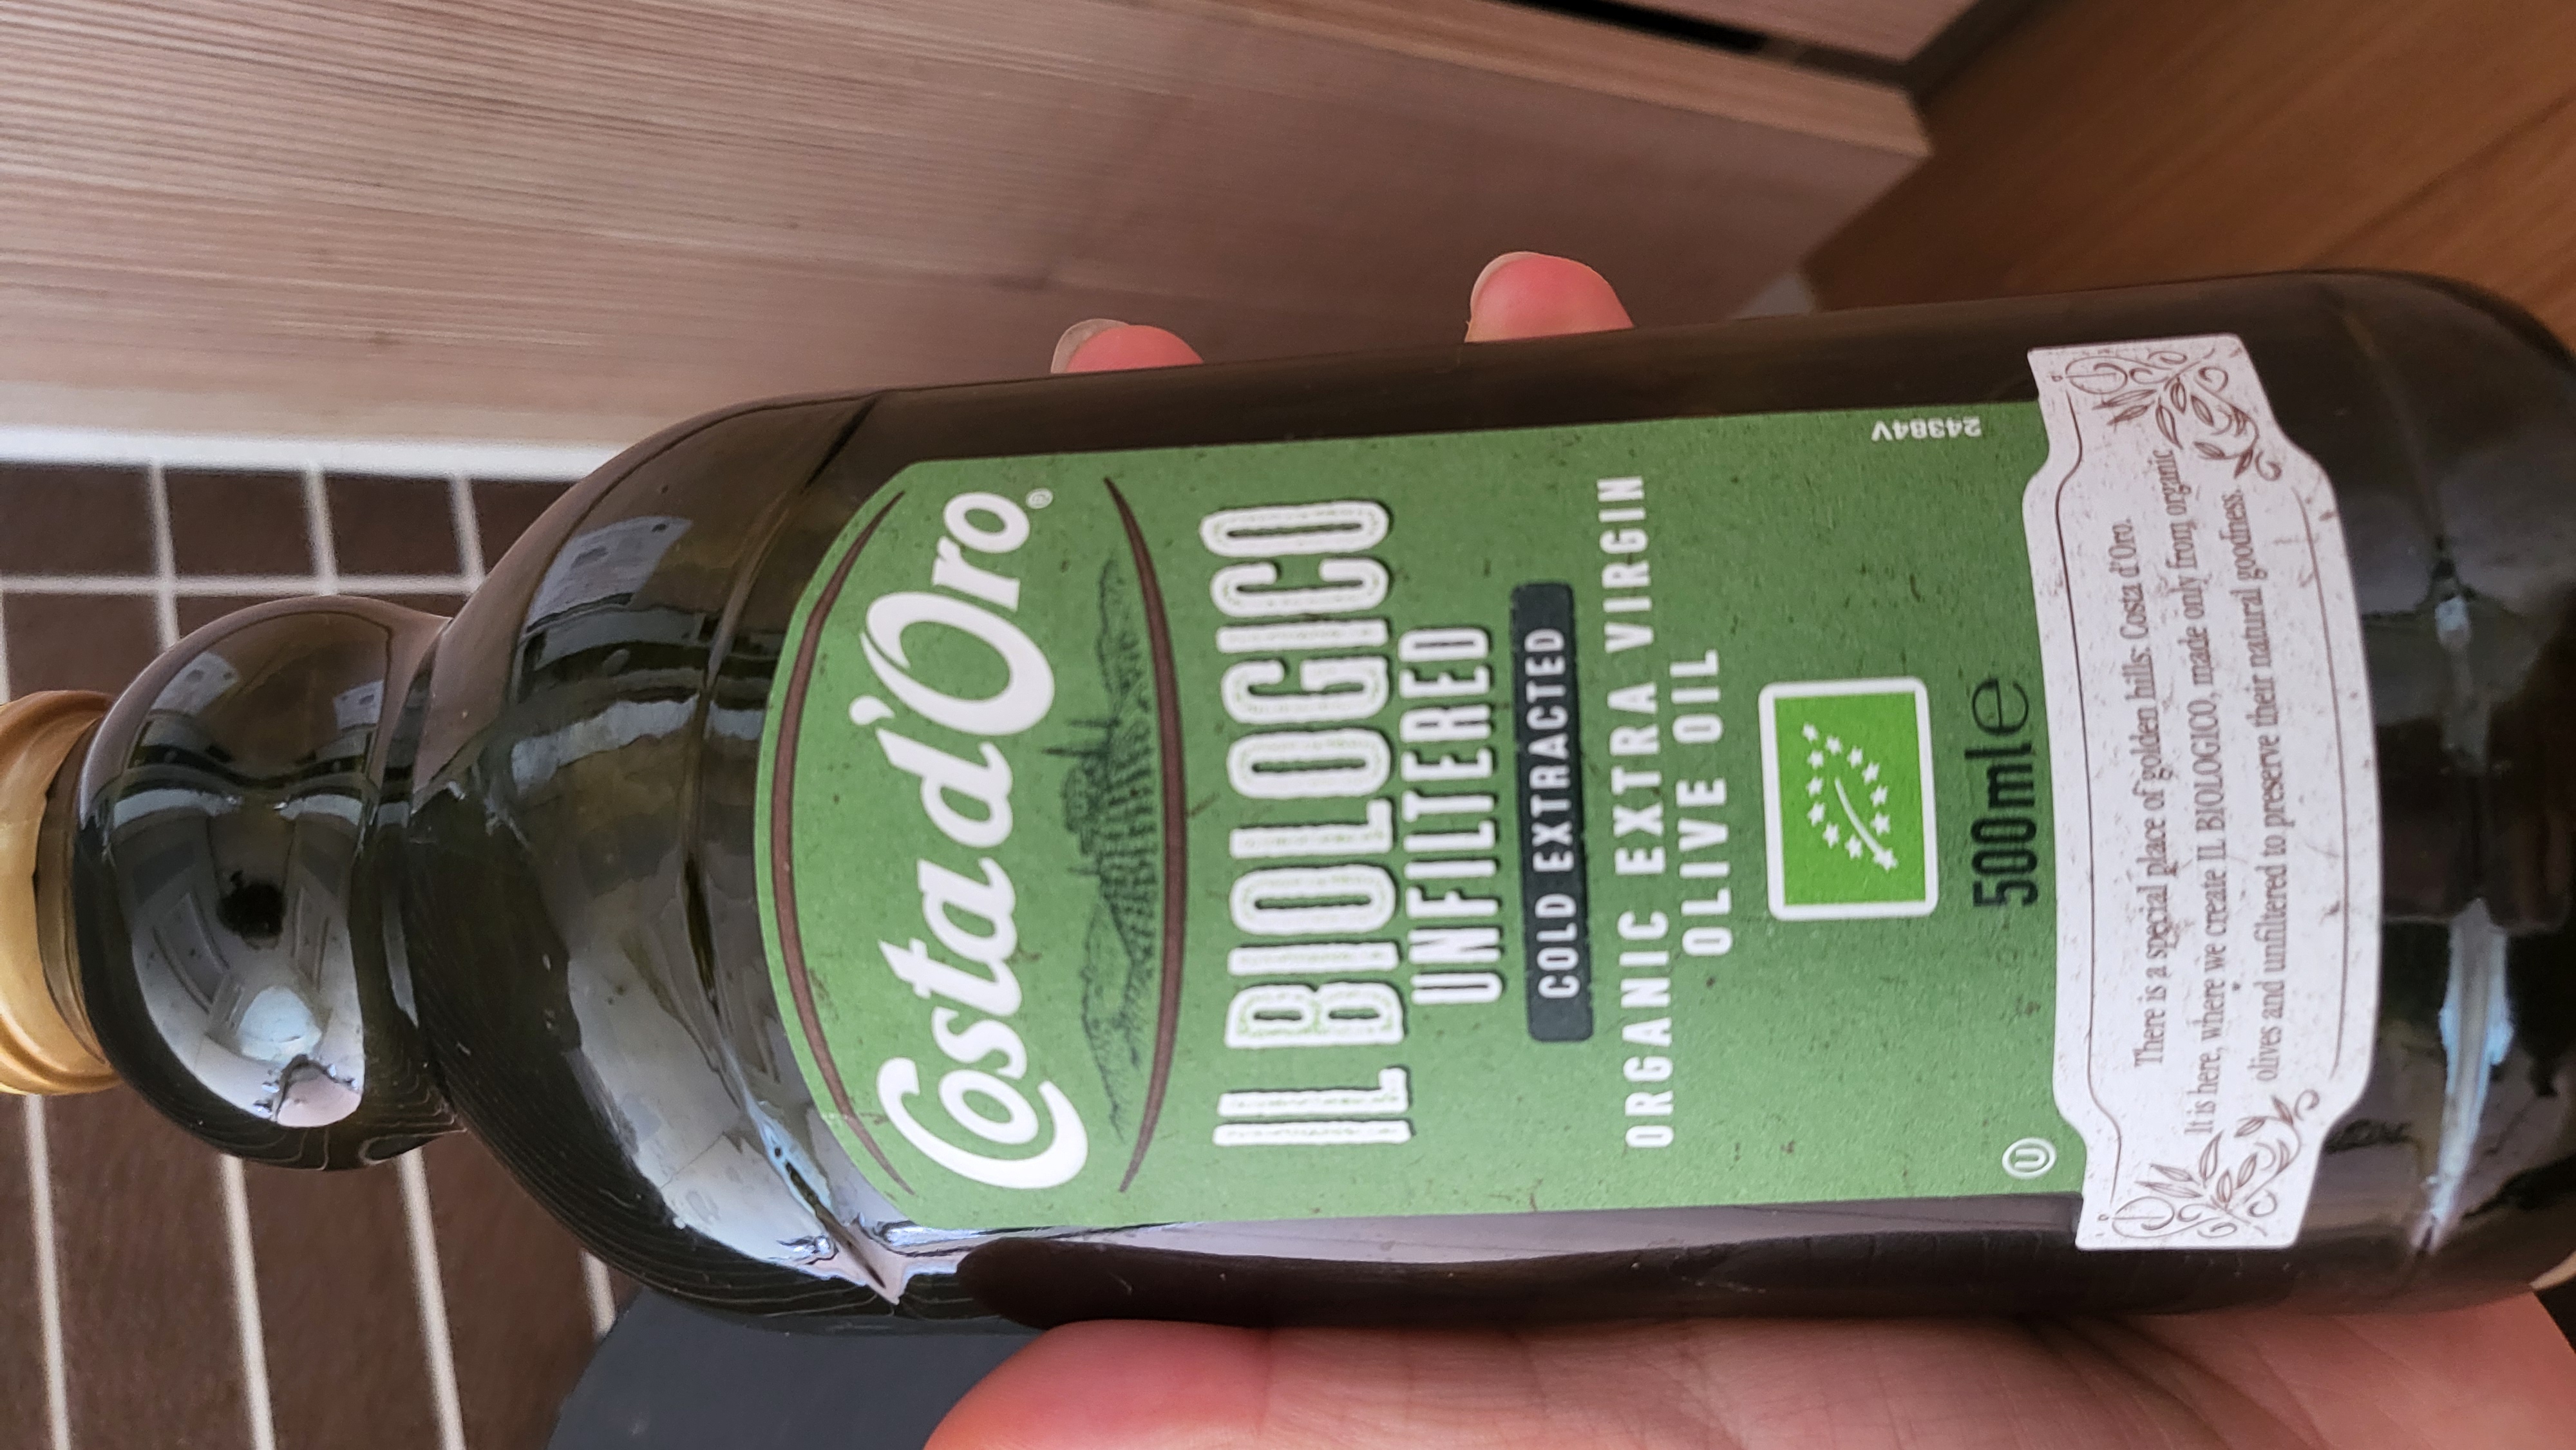 Costa d'Oro®
IL BIOLOGICO
UNFILTERED
COLD EXTRACTED
ORGANIC EXTRA VIRGIN
OLIVE OIL
24384V
500ml e
U
There is a special place of golden hills: Costa d'Oro.
It is here, where we create IL BIOLOGICO, made only from organic
olives and unfiltered to preserve their natural goodness.